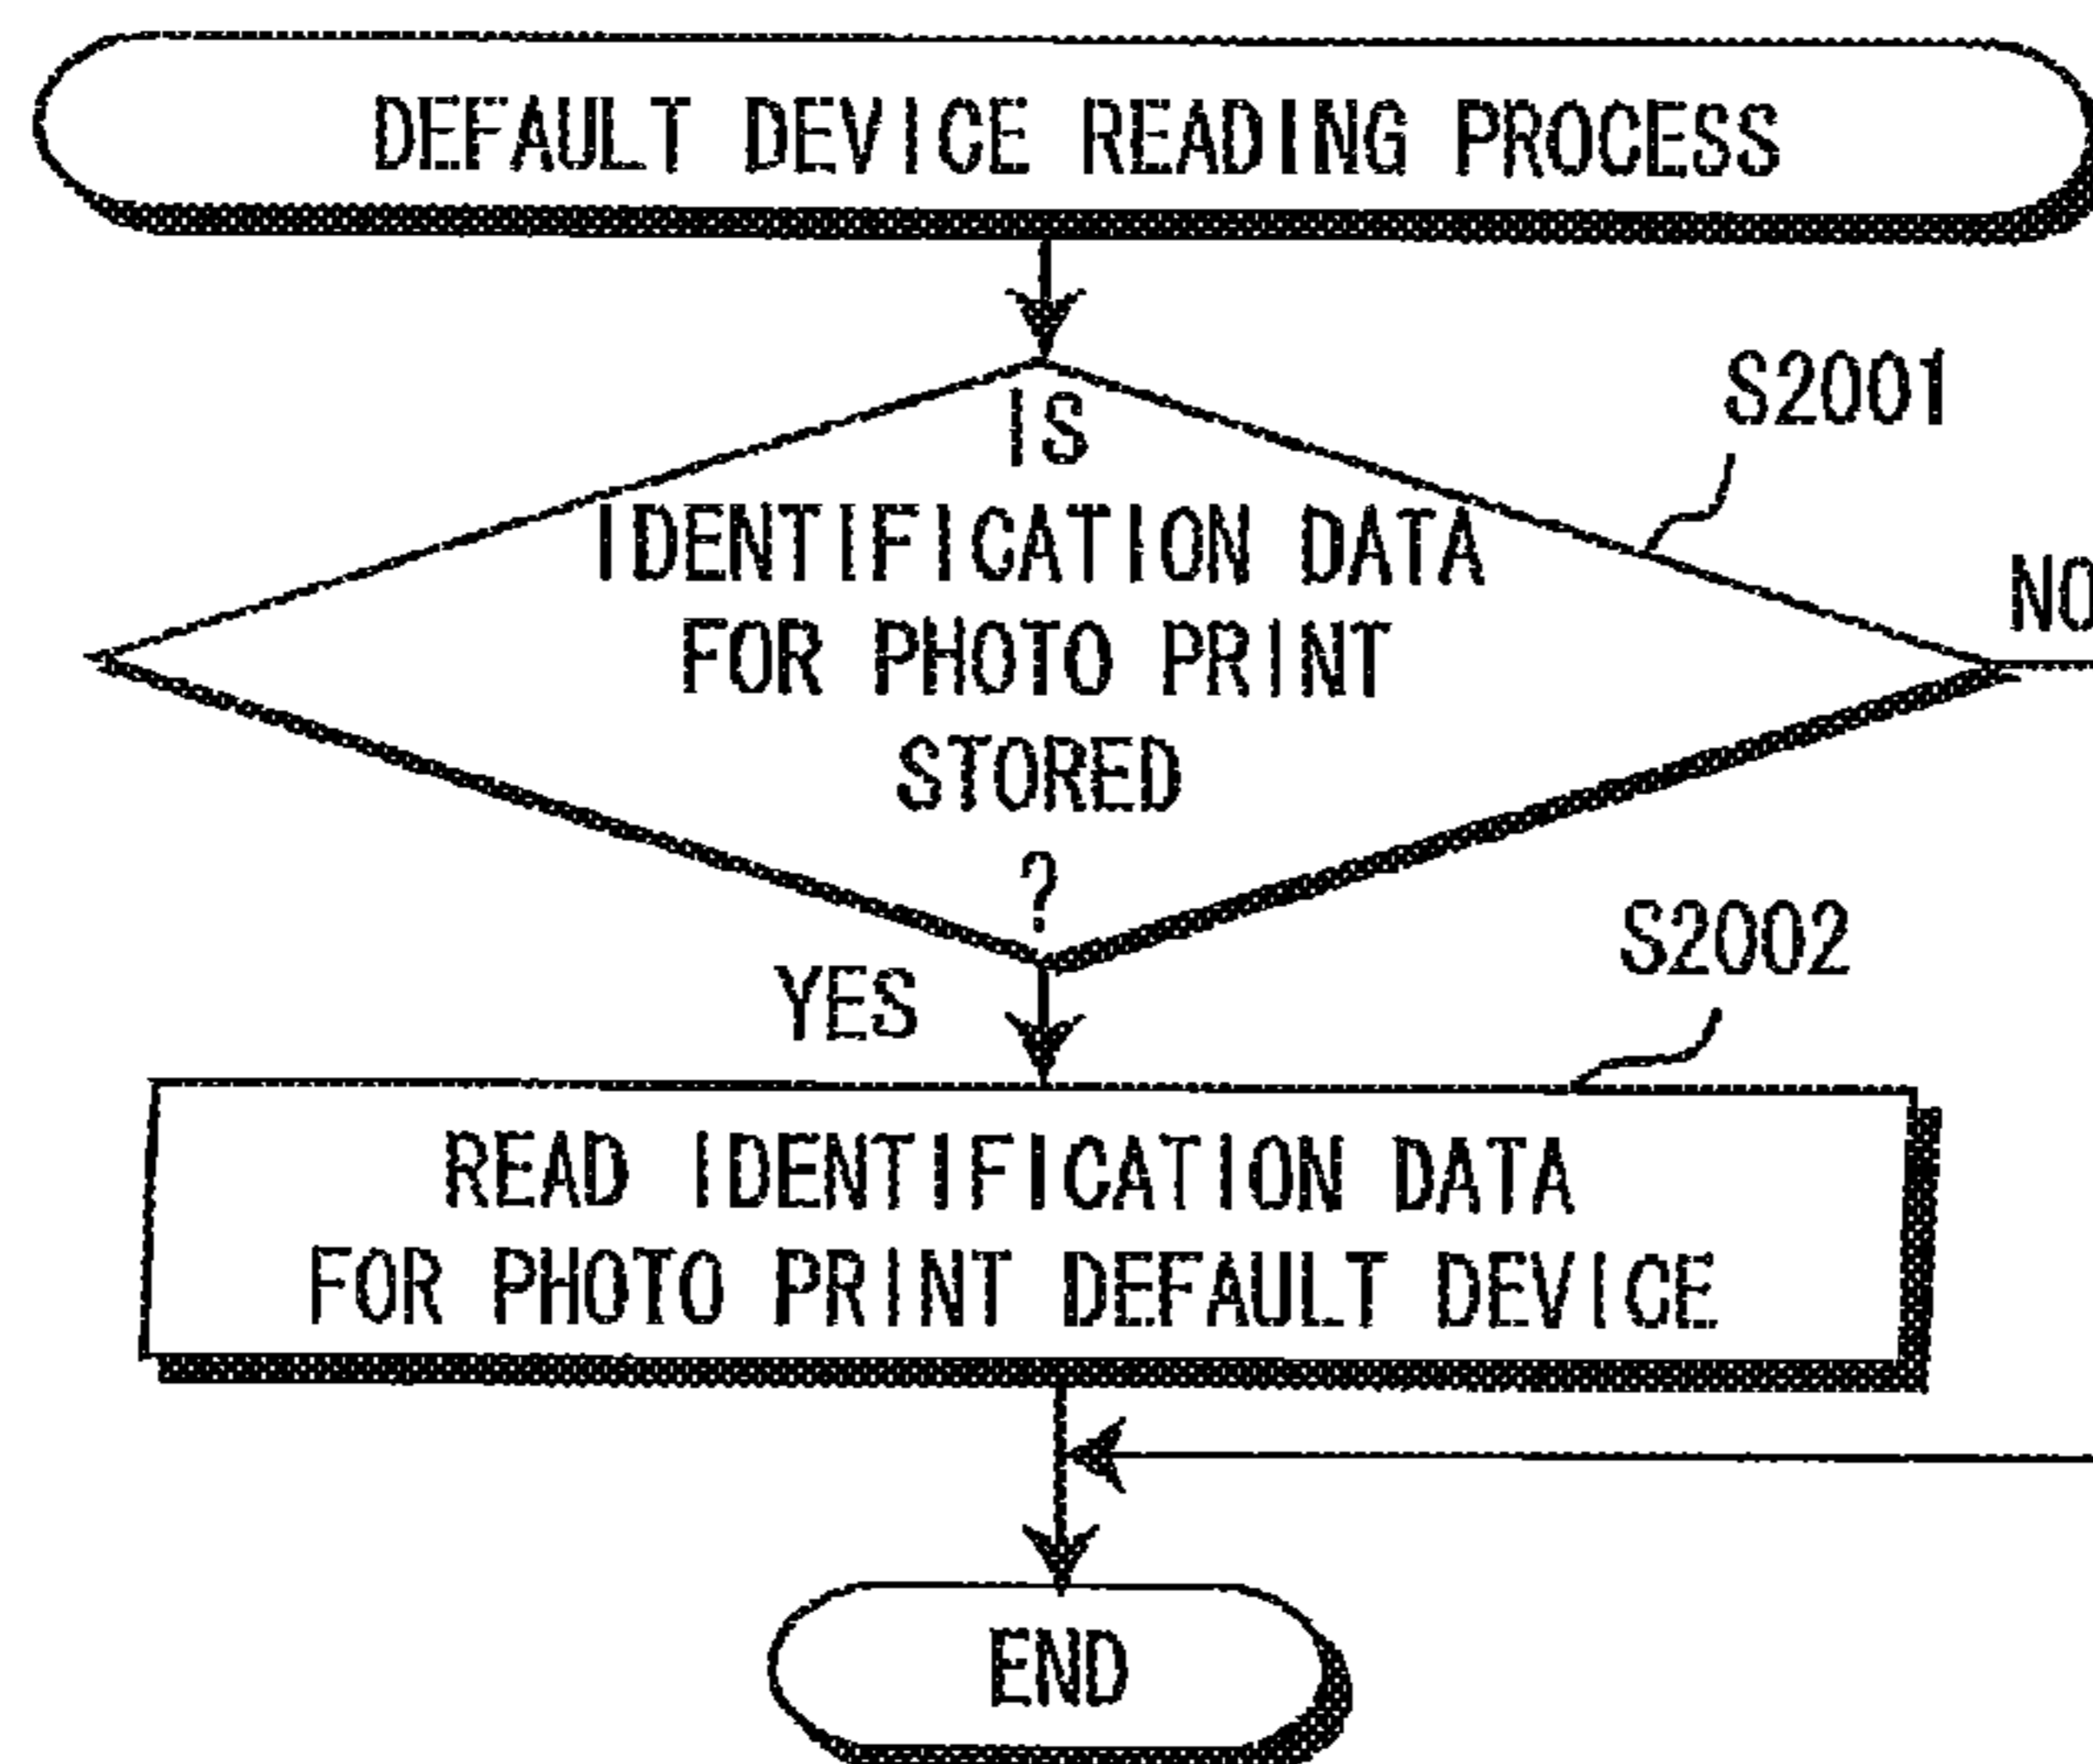 DEFAULT DEVICE READING PROCESS
S2001
IS
IDENTIFICATION DATA
FOR PHOTO PRINT
STORED
?
NO
YES
S2002
READ IDENTIFICATION DATA
FOR PHOTO PRINT DEFAULT DEVICE
END